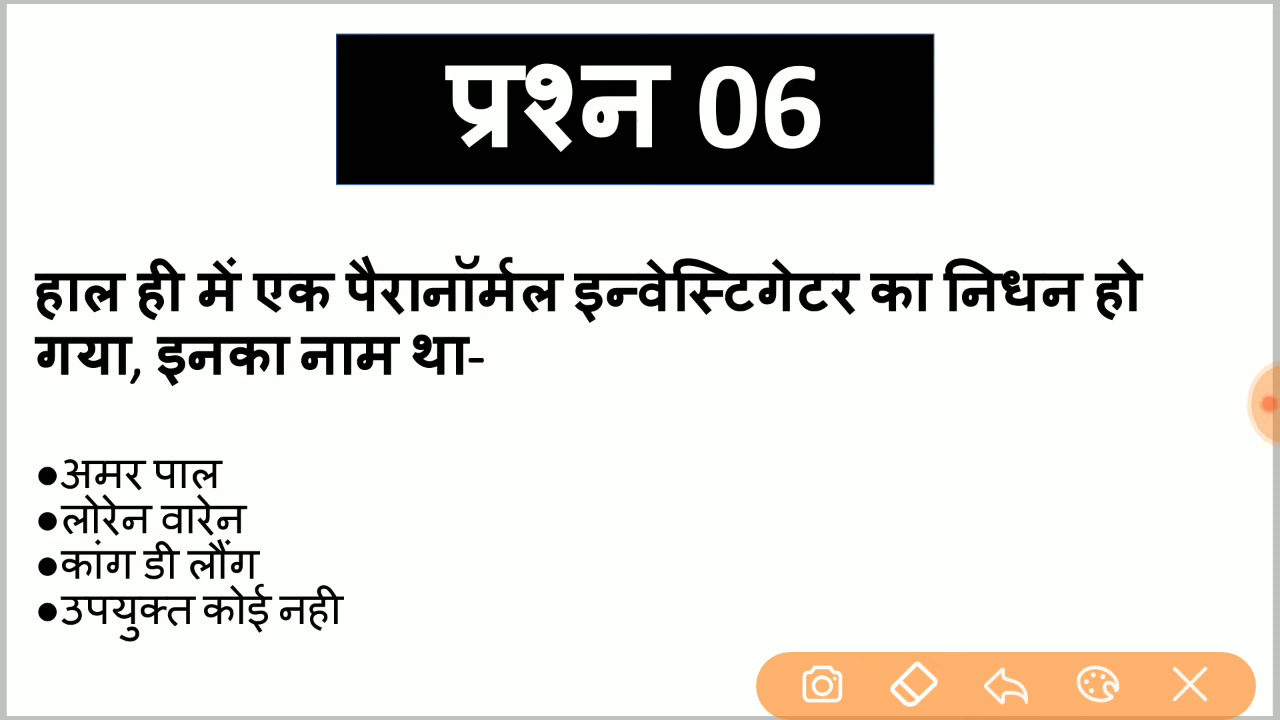 प्रश्न 06
हाल ही में एक पैरानॉर्मल इन्वेस्टिगेटर का निधन हो
गया, इनका नाम था-
●अमर पाल
●लोरेन वारेन
●कांग डी लौंग
●उपयुक्त कोई नही